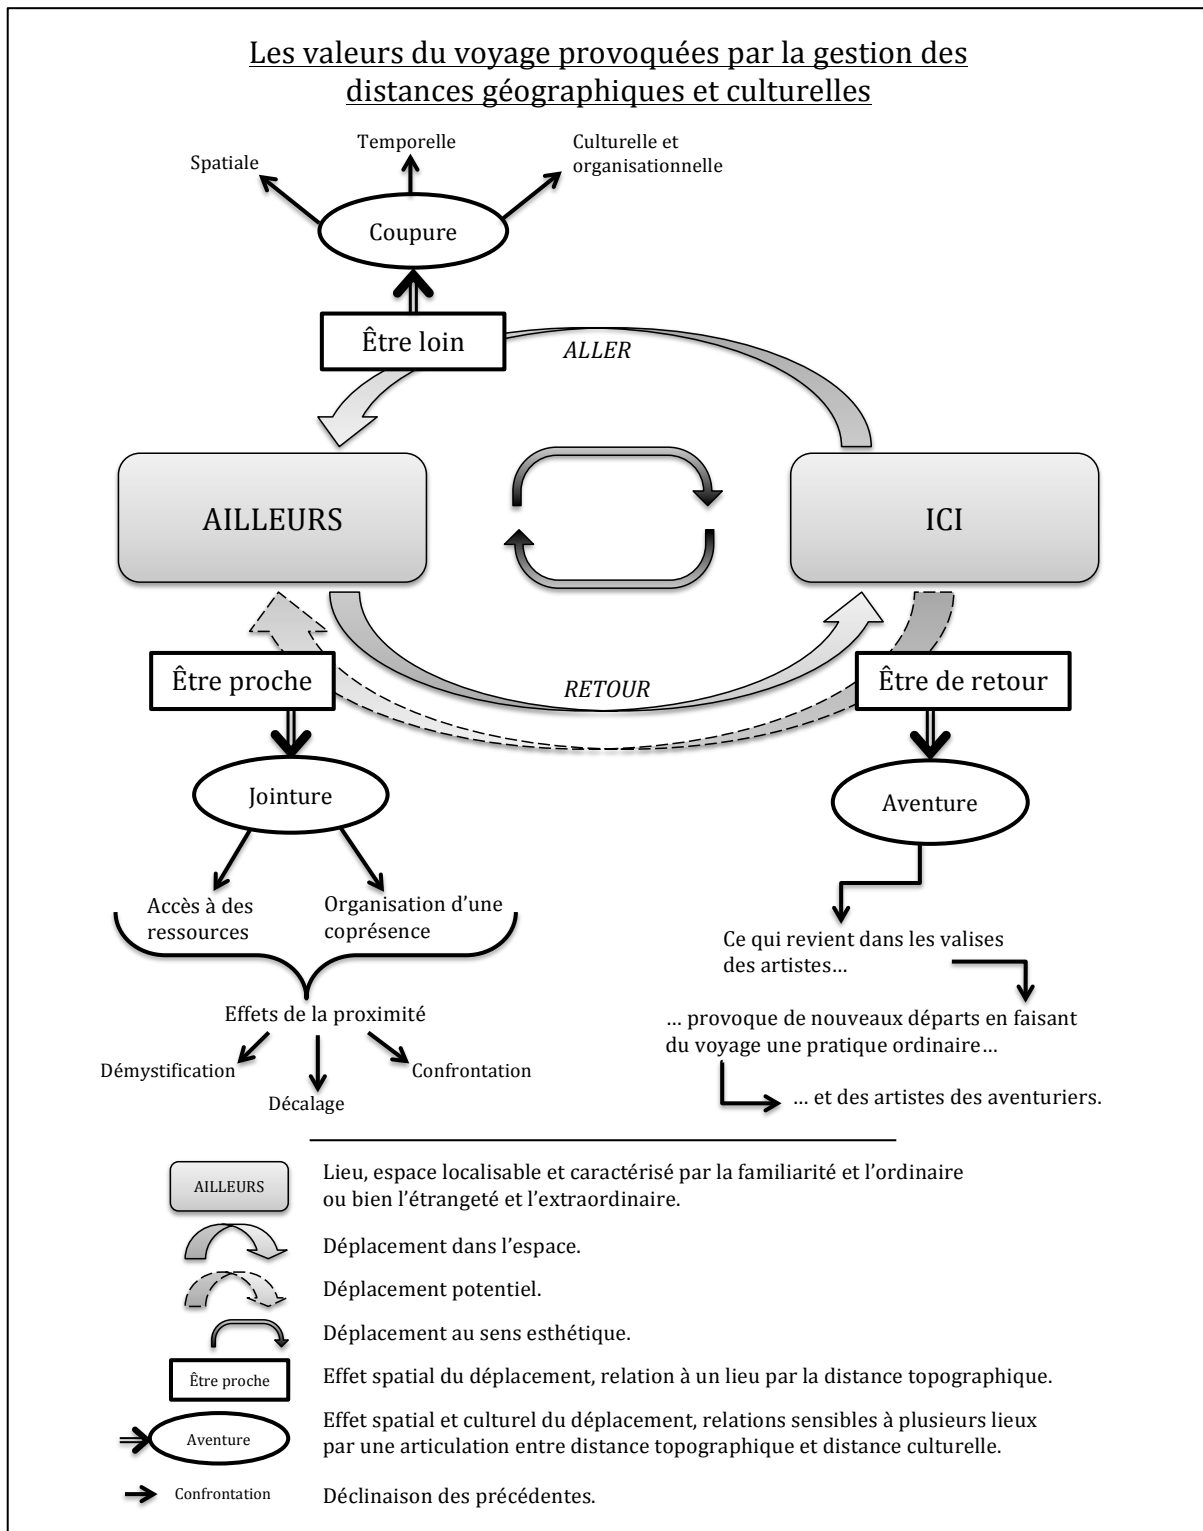 Les valeurs du voyage provoquées par la gestion des
distances géographiques et culturelles
Spatiale
Temporelle
Culturelle et
organisationnelle
Coupure
Être loin
ALLER
AILLEURS
ICI
Être proche
RETOUR
Être de retour
Jointure
Aventure
Accès à des
ressources
Organisation d’une
coprésence
Effets de la proximité
Démystification
Décalage
Confrontation
Ce qui revient dans les valises
des artistes…
… provoque de nouveaux départs en faisant
du voyage une pratique ordinaire…
… et des artistes des aventuriers.
AILLEURS
Lieu, espace localisable et caractérisé par la familiarité et l’ordinaire
ou bien l’étrangeté et l’extraordinaire.
Déplacement dans l’espace.
Déplacement potentiel.
Déplacement au sens esthétique.
Être proche
Effet spatial du déplacement, relation à un lieu par la distance topographique.
Aventure
Effet spatial et culturel du déplacement, relations sensibles à plusieurs lieux
par une articulation entre distance topographique et distance culturelle.
Confrontation
Déclinaison des précédentes.